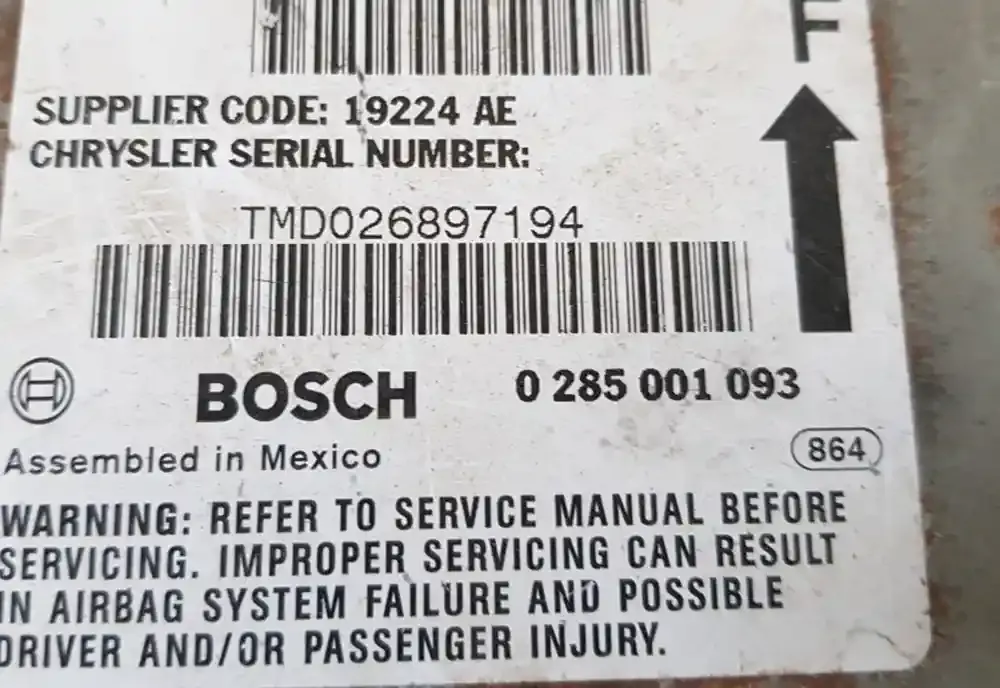 F
SUPPLIER CODE: 19224 AE
CHRYSLER SERIAL NUMBER:
TMD026897194
BOSCH 0 285 001 093
Assembled in Mexico 864
WARNING: REFER TO SERVICE MANUAL BEFORE
SERVICING. IMPROPER SERVICING CAN RESULT
IN AIRBAG SYSTEM FAILURE AND POSSIBLE
DRIVER AND/OR PASSENGER INJURY.